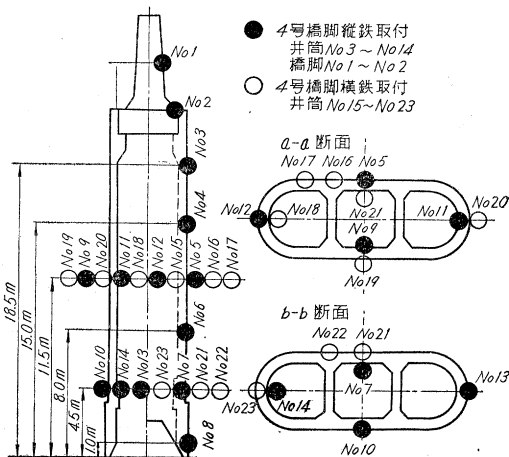 ● 4号橋脚縦鉄取付
井筒No3~No14
橋脚No1~No2
○ 4号橋脚横鉄取付
井筒No15~No23
No1
No2
No3
No4
No19
No9
No20
No11
No18
No12
No15
No5
No16
No17
No6
No10
No14
No13
No23
No7
No21
No22
No8
18.5m
15.0m
11.5m
8.0m
4.5m
1.0m
a-a断面
No17 No16 No5
No12 No18 No21 No11 No20
No9
No19
b-b断面
No22 No21
No23 No14 No7 No13
No10